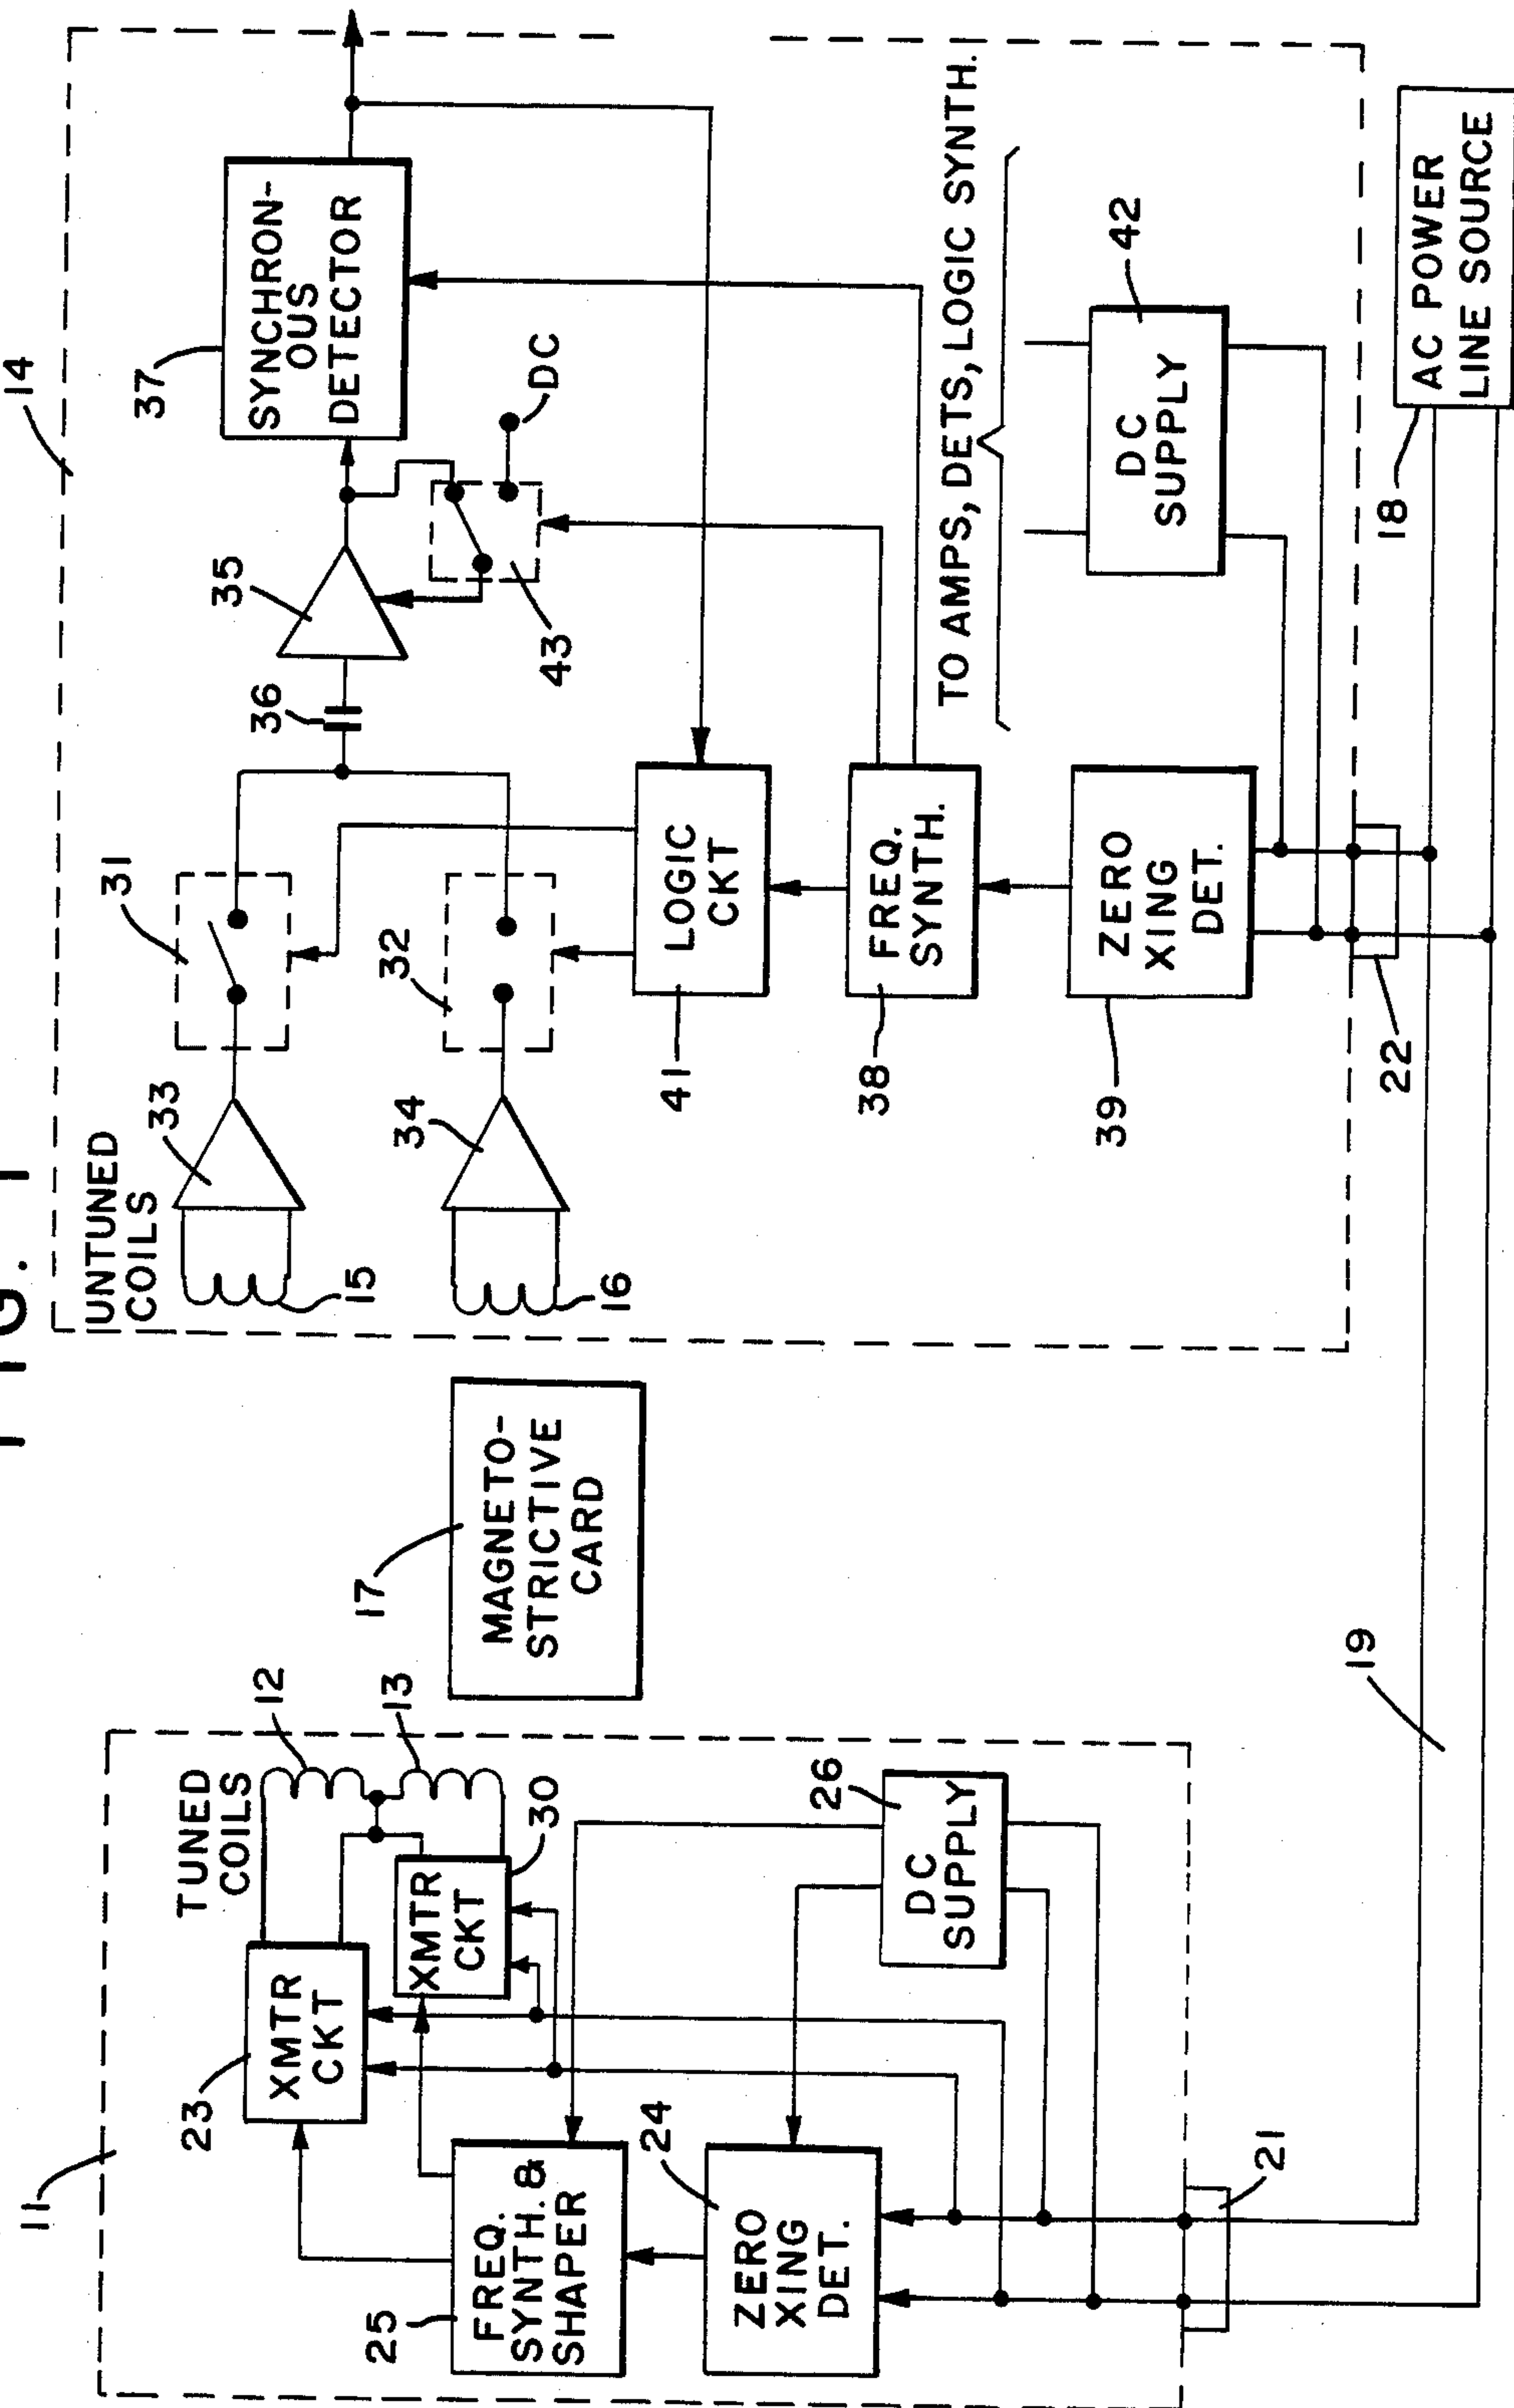 FIG. 1
11
23
XMTR
CKT
TUNED
COILS
12
13
XMTR
CKT
30
25
FREQ.
SYNTH. &
SHAPER
24
ZERO
XING
DET.
26
DC
SUPPLY
21
19
17
MAGNETO-
STRICTIVE
CARD
14
UNTUNED
COILS
15
33
31
16
34
32
36
35
43
DC
37
SYNCHRON-
OUS
DETECTOR
41
LOGIC
CKT
38
FREQ.
SYNTH.
39
ZERO
XING
DET.
TO AMPS, DETS, LOGIC SYNTH.
DC
SUPPLY
42
22
18
AC POWER
LINE SOURCE